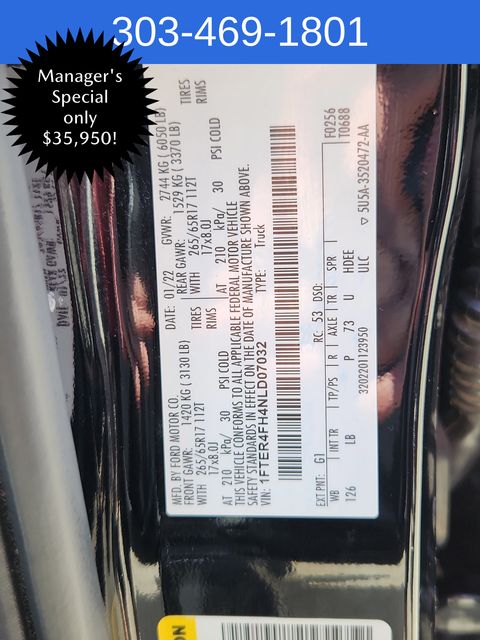 303-469-1801
Manager's
Special
only
$35,950!
MFD. BY FORD MOTOR CO.
DATE: 01/22 GVWR: 2744 KG ( 6050 LB)
FRONT GAWR: 1420 KG ( 3130 LB) REAR GAWR: 1529 KG ( 3370 LB)
WITH 265/65R17 112T TIRES WITH 265/65R17 112T TIRES
17x8.0J RIMS 17x8.0J RIMS
AT 210 kPa/ 30 PSI COLD AT 210 kPa/ 30 PSI COLD
THIS VEHICLE CONFORMS TO ALL APPLICABLE FEDERAL MOTOR VEHICLE
SAFETY STANDARDS IN EFFECT ON THE DATE OF MANUFACTURE SHOWN ABOVE.
VIN: 1FTER4FH4NLD07032 TYPE: Truck
F0256
T0688
EXT PNT: G1 RC: 53 DSO:
WB INT TR TP/PS R AXLE TR SPR
126 LB P 73 U HDEE
ULC
3202201123950 ▽ 5U5A-3520472-AA